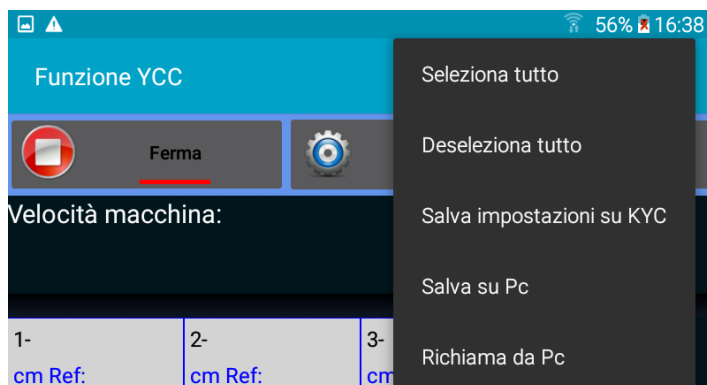 56% 16:38
Funzione YCC
Seleziona tutto
Deseleziona tutto
Salva impostazioni su KYC
Salva su Pc
Richiama da Pc
Ferma
Velocità macchina:
1-
cm Ref:
2-
cm Ref:
3-
cm